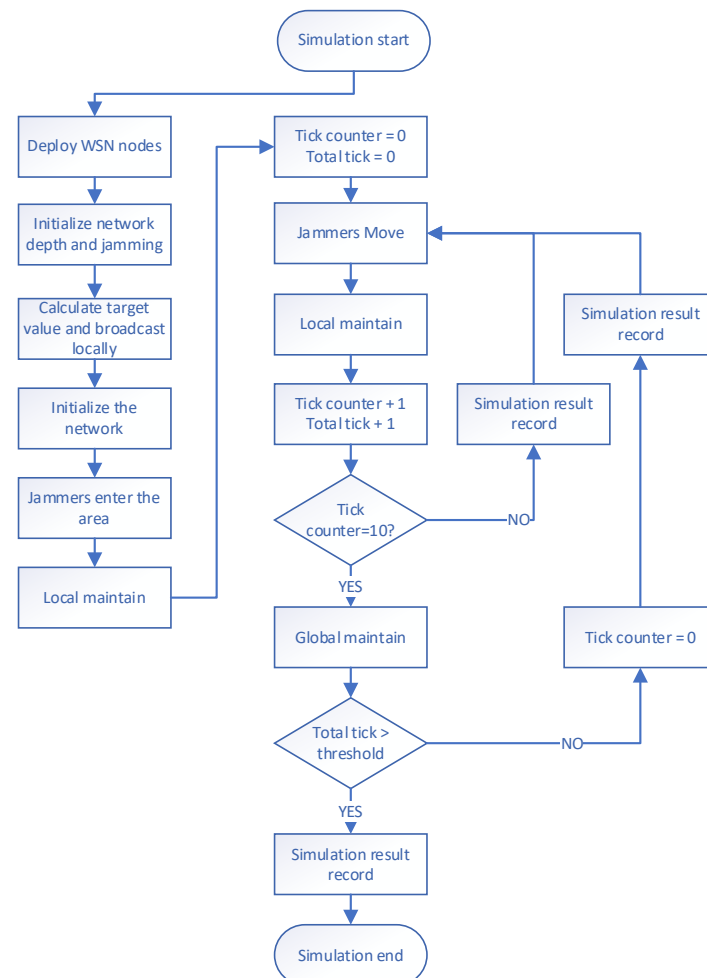 Simulation start
Deploy WSN nodes
Initialize network
depth and jamming
Calculate target
value and broadcast
locally
Initialize the
network
Jammers enter the
area
Local maintain
Tick counter = 0
Total tick = 0
Jammers Move
Local maintain
Tick counter + 1
Total tick + 1
Tick
counter=10?
NO
Simulation result
record
YES
Global maintain
Total tick >
threshold
NO
Tick counter = 0
Simulation result
record
YES
Simulation result
record
Simulation end